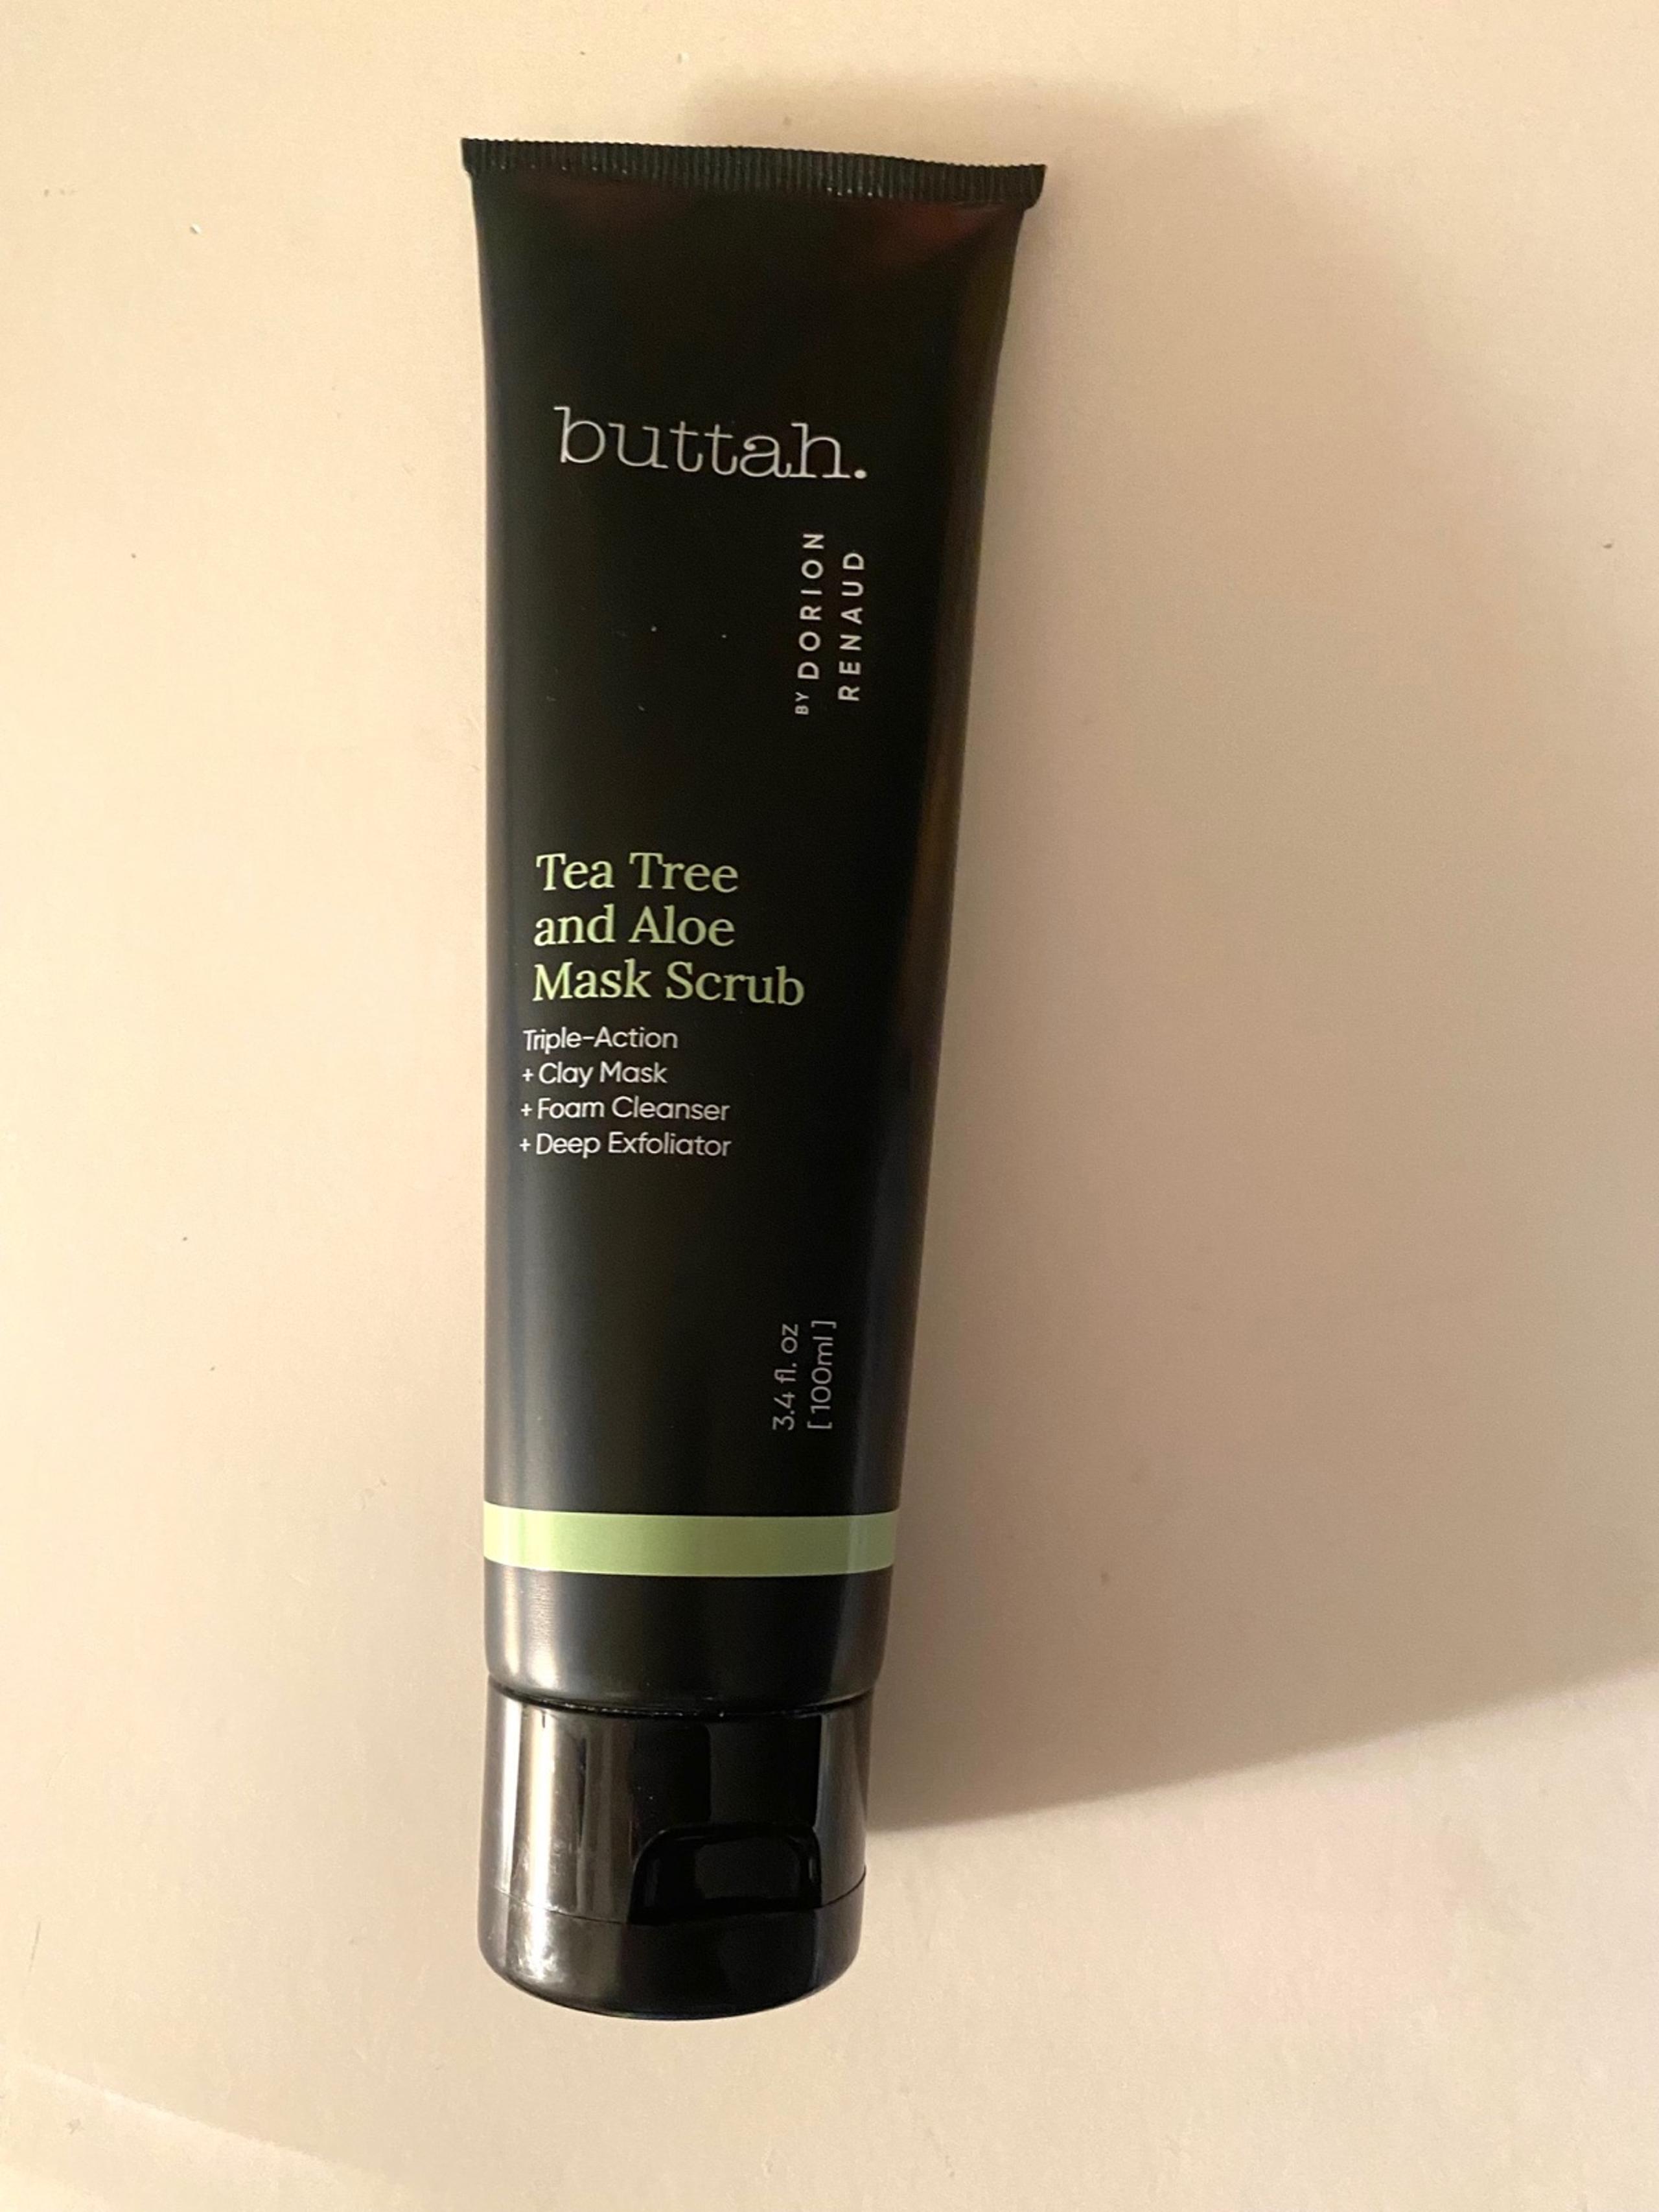 buttah.
BY DORION
RENAUD
Tea Tree
and Aloe
Mask Scrub
Triple-Action
+ Clay Mask
+ Foam Cleanser
+ Deep Exfoliator
3.4 fl. oz
[100ml]